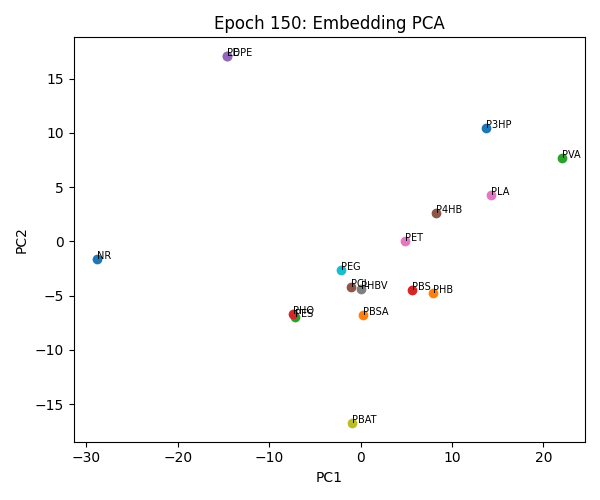 Epoch 150: Embedding PCA
LDPE
P3HP
PVA
PLA
P4HB
PET
NR
PEG
PCL
PHBV
PBS
PHB
PHO
PES
PBSA
PBAT
15
10
5
0
−5
−10
−15
PC2
−30
−20
−10
0
10
20
PC1